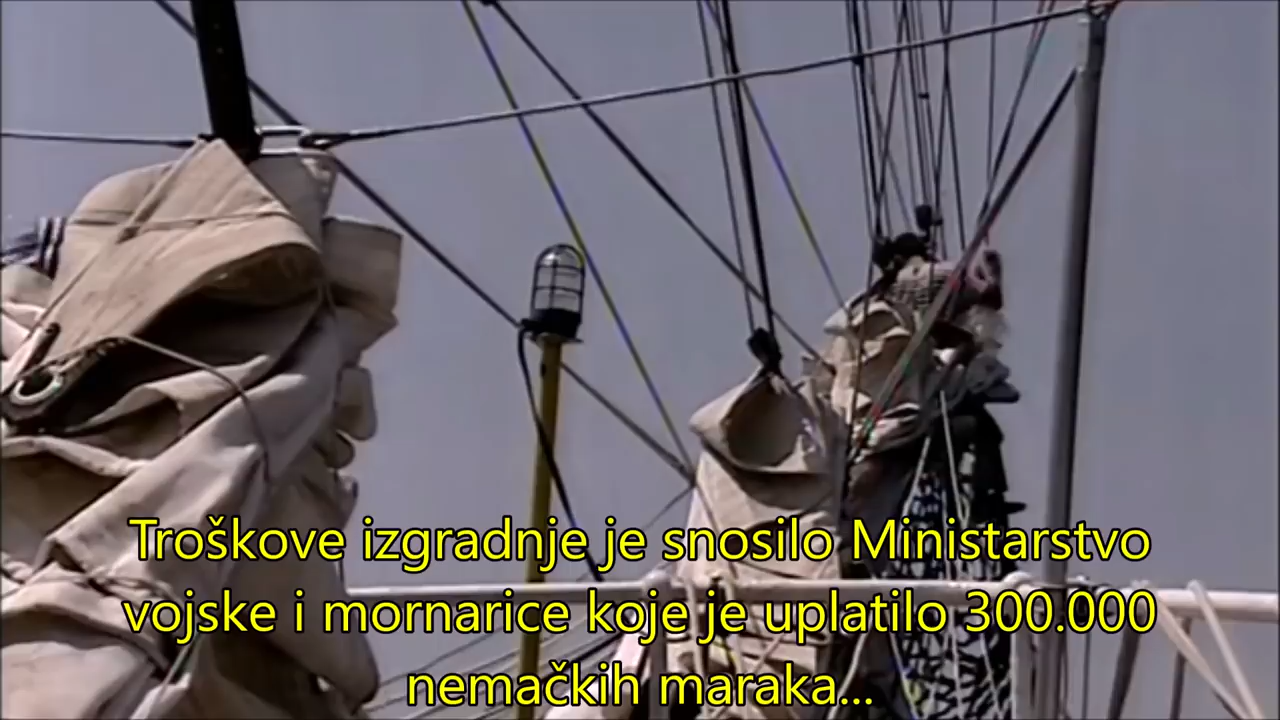 Troškove izgradnje je snosilo Ministarstvo
vojske i mornarice koje je uplatilo 300.000
nemačkih maraka...